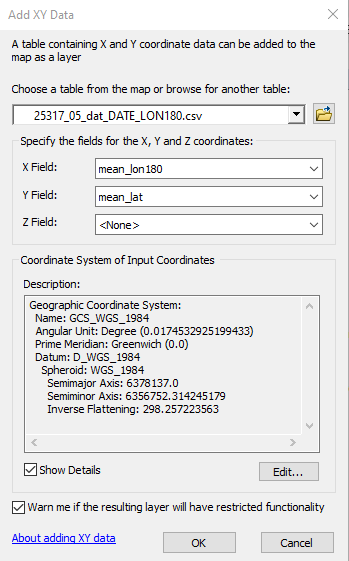 Add XY Data
A table containing X and Y coordinate data can be added to the
map as a layer
Choose a table from the map or browse for another table:
25317_05_dat_DATE_LON180.csv
Specify the fields for the X, Y and Z coordinates:
X Field:
mean_lon180
Y Field:
mean_lat
Z Field:
<None>
Coordinate System of Input Coordinates
Description:
Geographic Coordinate System:
Name: GCS_WGS_1984
Angular Unit: Degree (0.0174532925199433)
Prime Meridian: Greenwich (0.0)
Datum: D_WGS_1984
Spheroid: WGS_1984
Semimajor Axis: 6378137.0
Semiminor Axis: 6356752.314245179
Inverse Flattening: 298.257223563
Show Details
Edit...
Warn me if the resulting layer will have restricted functionality
About adding XY data
OK
Cancel